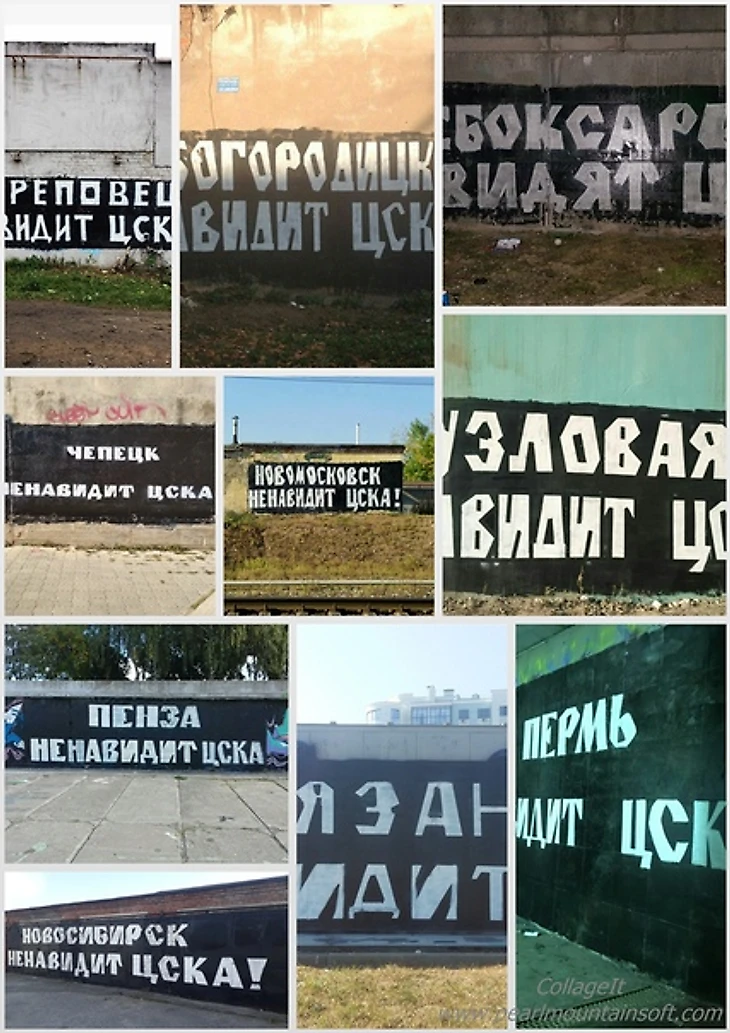 РЕПОВЕЦ
ВИДИТ ЦСК
БОГОРОДИЦК
АВИДИТ ЦСК
БОКСАРЫ
ВИДЯТ Ц
УЗЛОВАЯ
АВИДИТ ЦС
ЧЕПЕЦК
НЕНАВИДИТ ЦСКА
НОВОМОСКОВСК
НЕНАВИДИТ ЦСКА!
ПЕНЗА
НЕНАВИДИТ ЦСКА
ЯЗАН
ИДИТ
ПЕРМЬ
ИДИТ ЦСК
НОВОСИБИРСК
НЕНАВИДИТ ЦСКА!
CollageIt
www.pearlmountainsoft.com